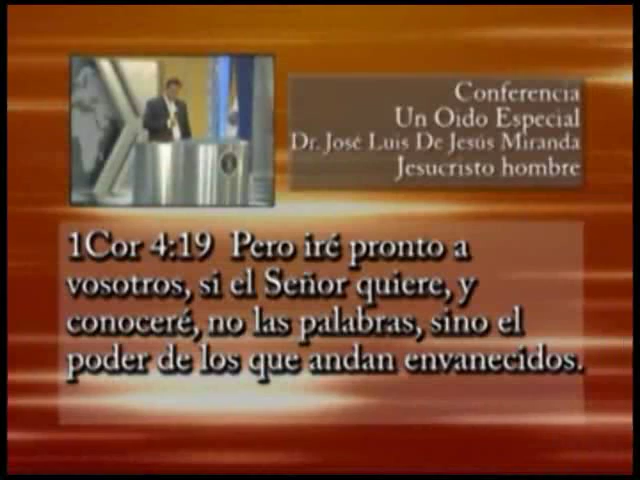 Conferencia
Un Oido Especial
Dr. José Luis De Jesús Miranda
Jesucristo hombre
1Cor 4:19 Pero iré pronto a
vosotros, si el Señor quiere, y
conoceré, no las palabras, sino el
poder de los que andan envanecidos.